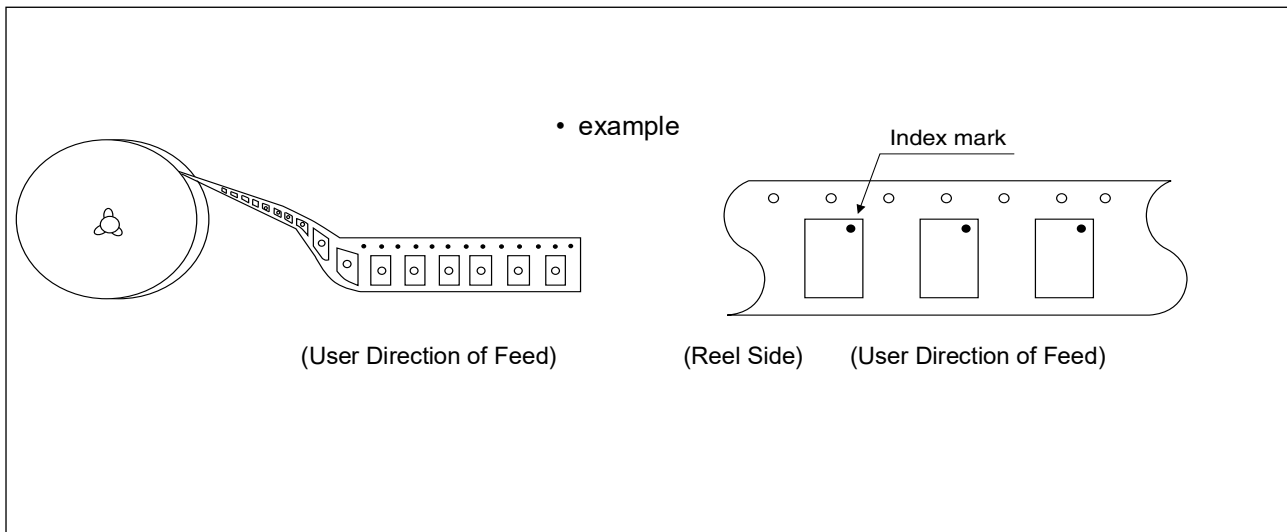 • example
Index mark
(User Direction of Feed)
(Reel Side)
(User Direction of Feed)